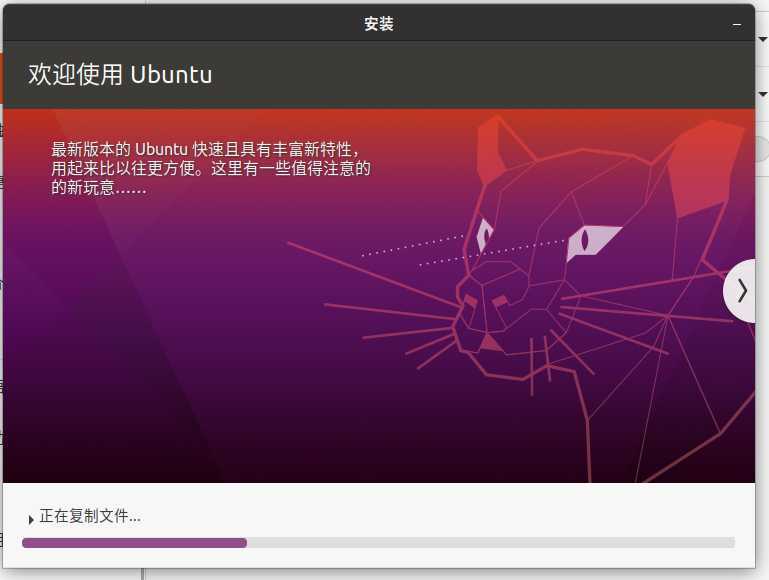 安装
欢迎使用 Ubuntu
最新版本的 Ubuntu 快速且具有丰富新特性，
用起来比以往更方便。这里有一些值得注意的
的新玩意……
正在复制文件...